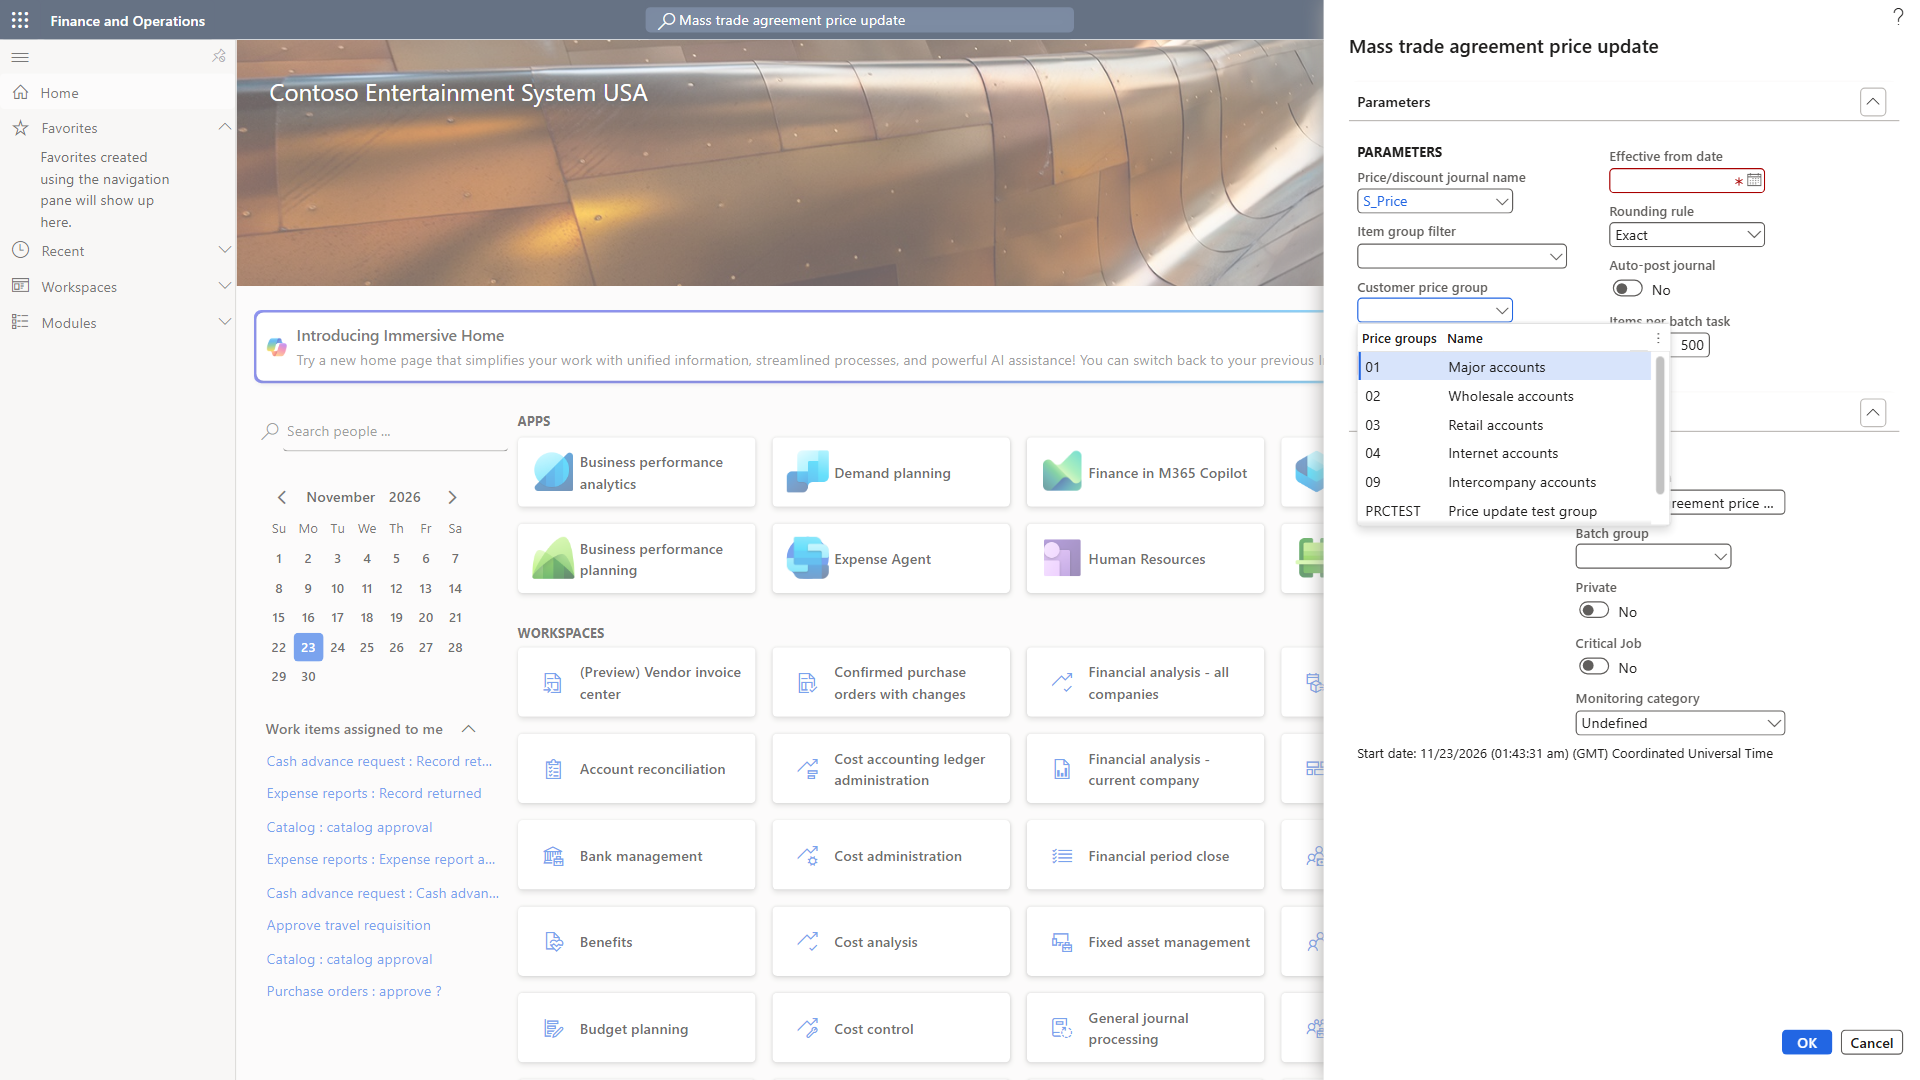 Finance and Operations
Mass trade agreement price update
?
Home
Favorites
Favorites created
using the navigation
pane will show up
here.
Recent
Workspaces
Modules
Contoso Entertainment System USA
Introducing Immersive Home
Try a new home page that simplifies your work with unified information, streamlined processes, and powerful AI assistance! You can switch back to your previous
Search people ...
November 2026
Su Mo Tu We Th Fr Sa
1 2 3 4 5 6 7
8 9 10 11 12 13 14
15 16 17 18 19 20 21
22 23 24 25 26 27 28
29 30
Work items assigned to me
Cash advance request : Record ret...
Expense reports : Record returned
Catalog : catalog approval
Expense reports : Expense report a...
Cash advance request : Cash advan...
Approve travel requisition
Catalog : catalog approval
Purchase orders : approve ?
APPS
Business performance
analytics
Demand planning
Finance in M365 Copilot
Business performance
planning
Expense Agent
Human Resources
WORKSPACES
(Preview) Vendor invoice
center
Confirmed purchase
orders with changes
Financial analysis - all
companies
Account reconciliation
Cost accounting ledger
administration
Financial analysis -
current company
Bank management
Cost administration
Financial period close
Benefits
Cost analysis
Fixed asset management
Budget planning
Cost control
General journal
processing
Mass trade agreement price update
Parameters
PARAMETERS
Price/discount journal name
S_Price
Item group filter
Customer price group
Effective from date
*
Rounding rule
Exact
Auto-post journal
No
Items per batch task
500
Price groups Name
01 Major accounts
02 Wholesale accounts
03 Retail accounts
04 Internet accounts
09 Intercompany accounts
PRCTEST Price update test group
reement price ...
Batch group
Private
No
Critical Job
No
Monitoring category
Undefined
Start date: 11/23/2026 (01:43:31 am) (GMT) Coordinated Universal Time
OK
Cancel